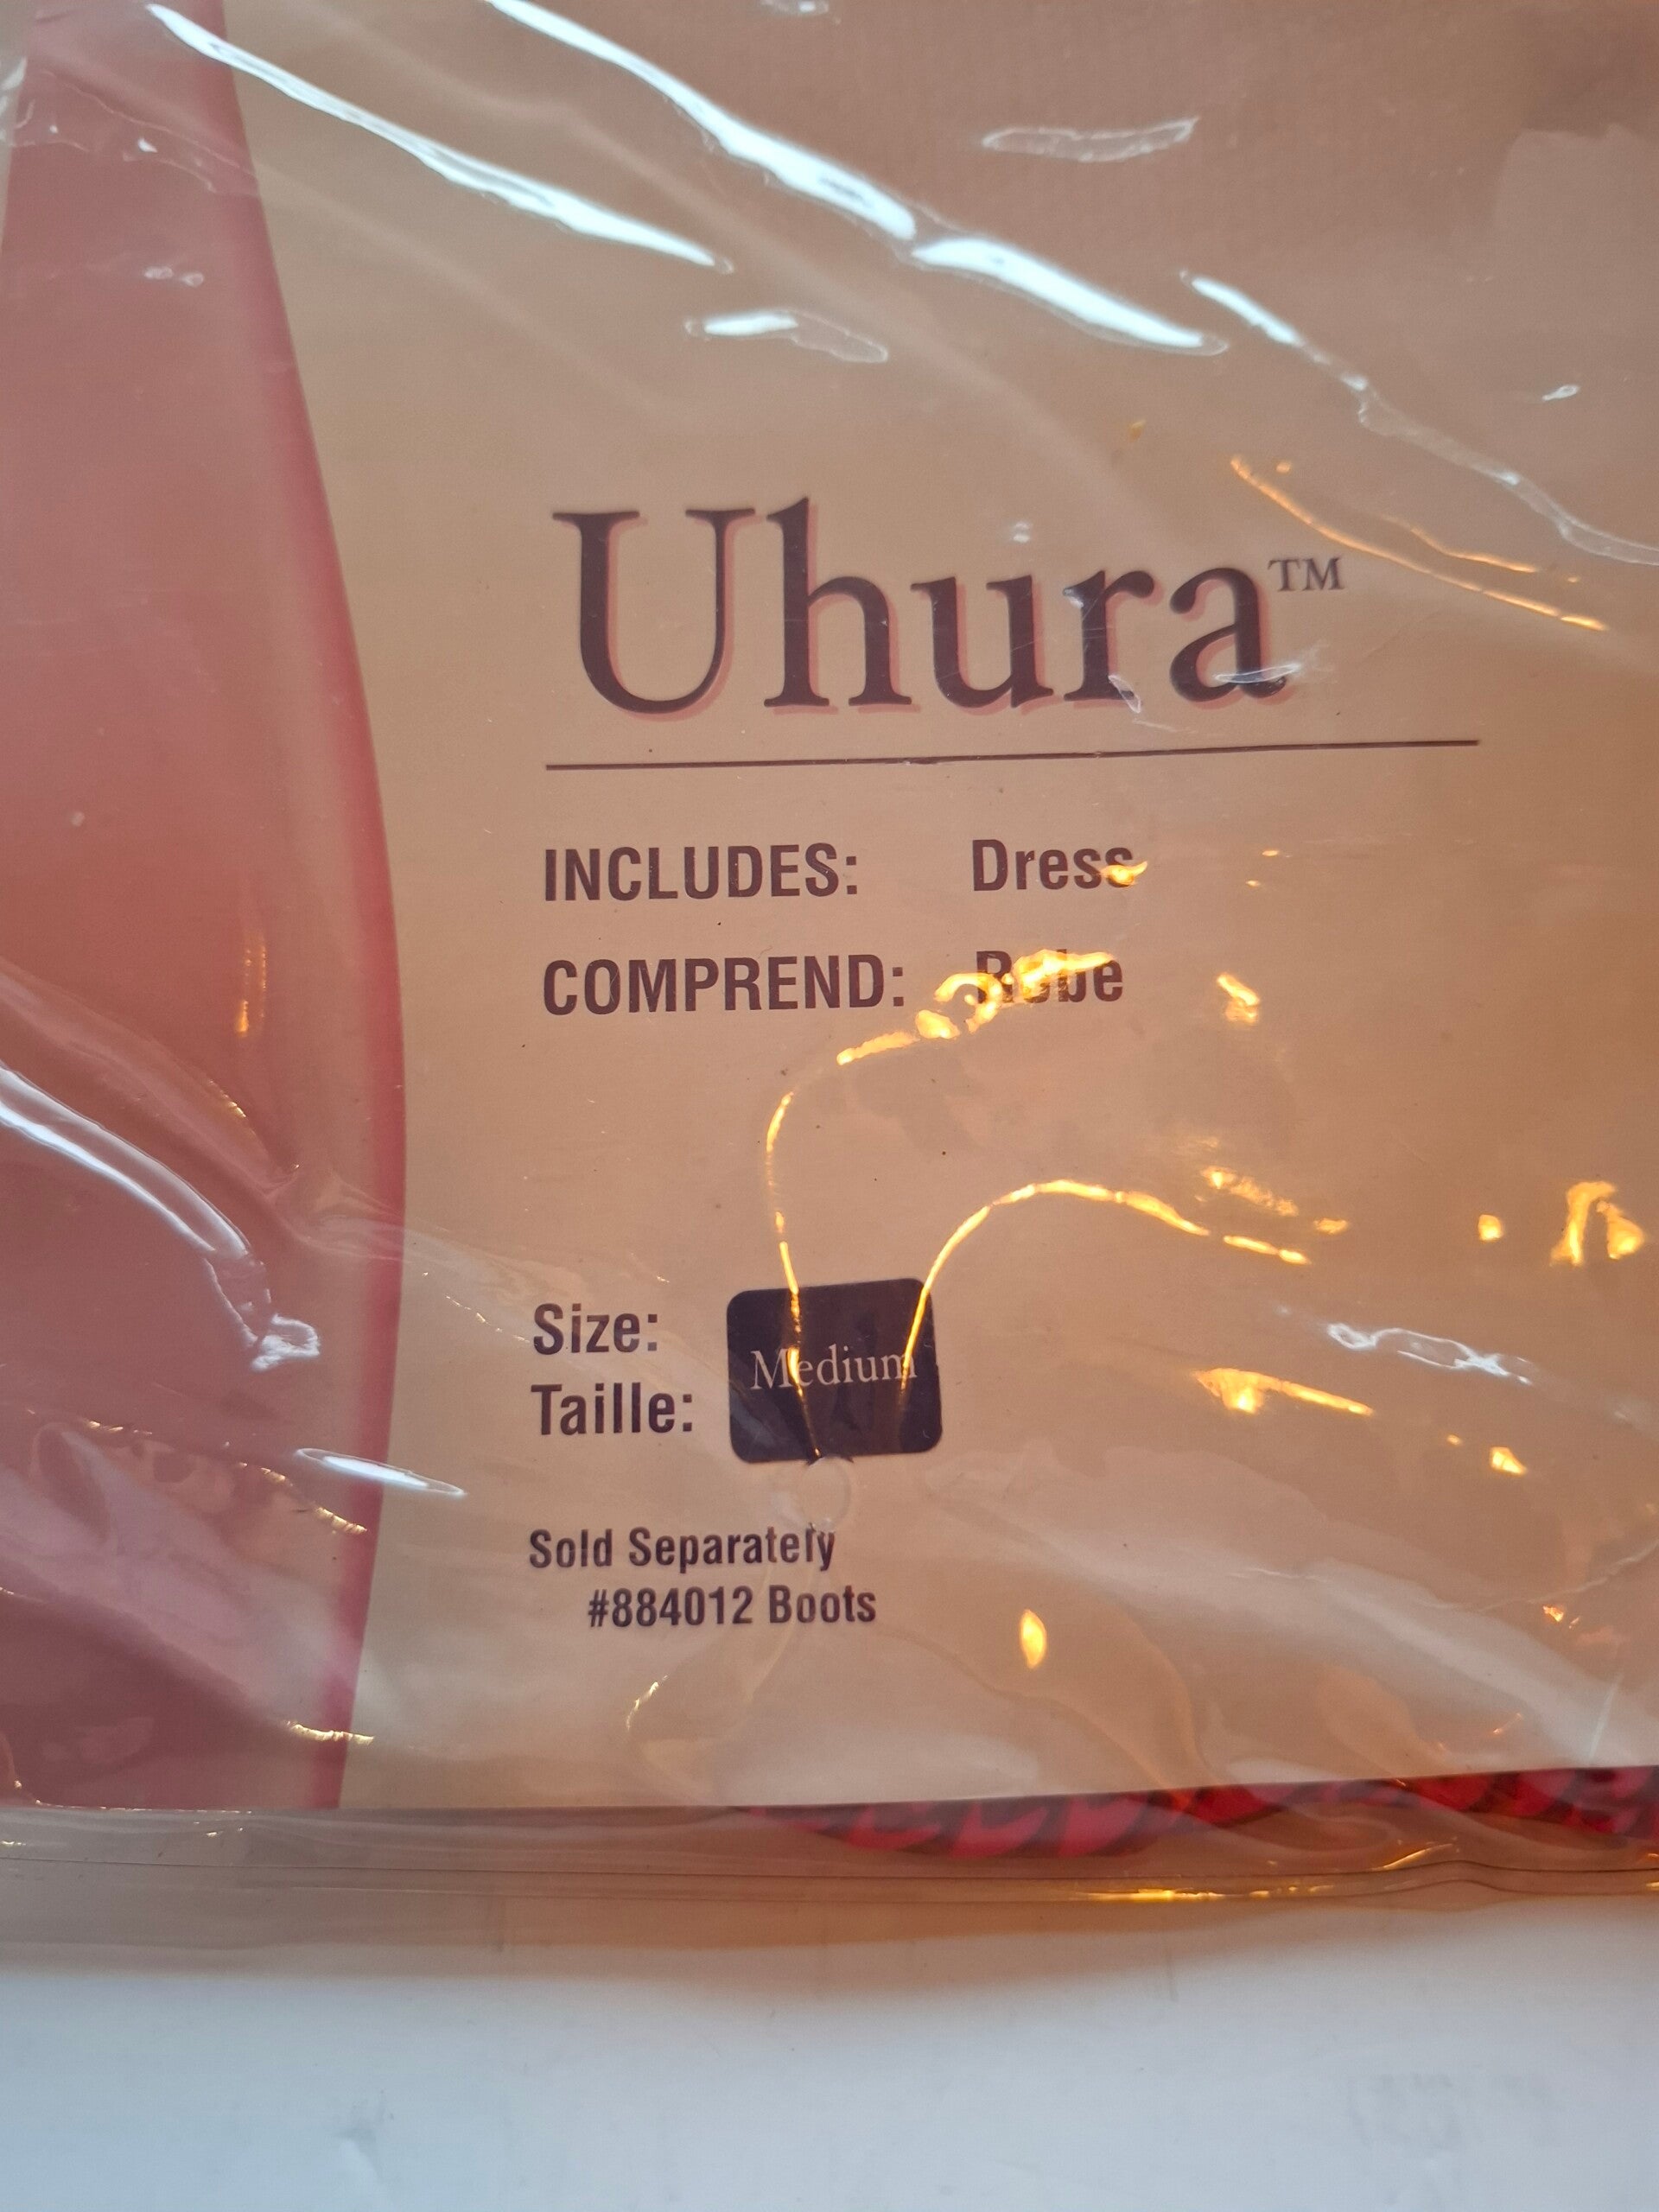 Uhura™
INCLUDES: Dress
COMPREND: Robe
Size:
Taille:
Medium
Sold Separately
#884012 Boots